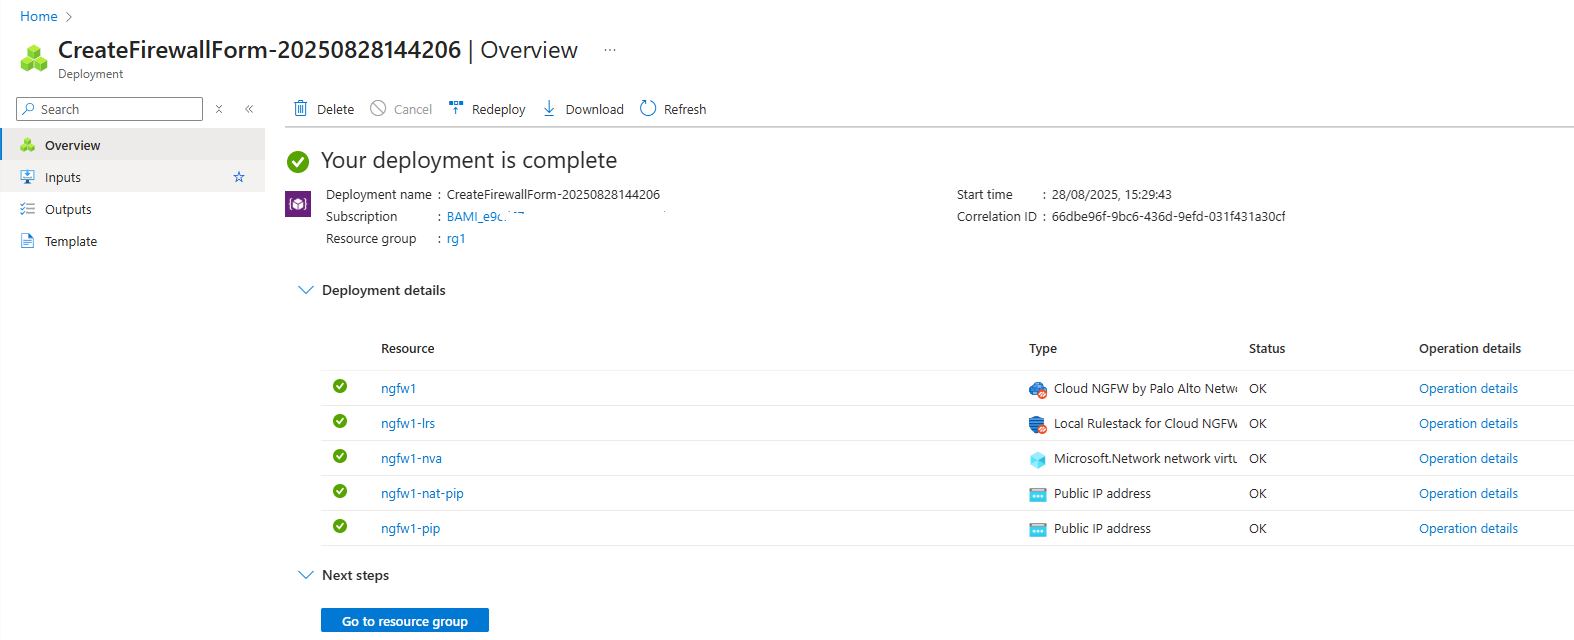 Home
CreateFirewallForm-20250828144206 | Overview ...
Deployment
Search
Delete Cancel Redeploy Download Refresh
Overview
Inputs
Outputs
Template
Your deployment is complete
Deployment name : CreateFirewallForm-20250828144206
Subscription :
Resource group : rg1
Start time : 28/08/2025, 15:29:43
Correlation ID : 66dbe96f-9bc6-436d-9efd-031f431a30cf
Deployment details
Resource Type Status Operation details
ngfw1 Cloud NGFW by Palo Alto Netw OK Operation details
ngfw1-lrs Local Rulestack for Cloud NGFW OK Operation details
ngfw1-nva Microsoft.Network network virtu OK Operation details
ngfw1-nat-pip Public IP address OK Operation details
ngfw1-pip Public IP address OK Operation details
Next steps
Go to resource group